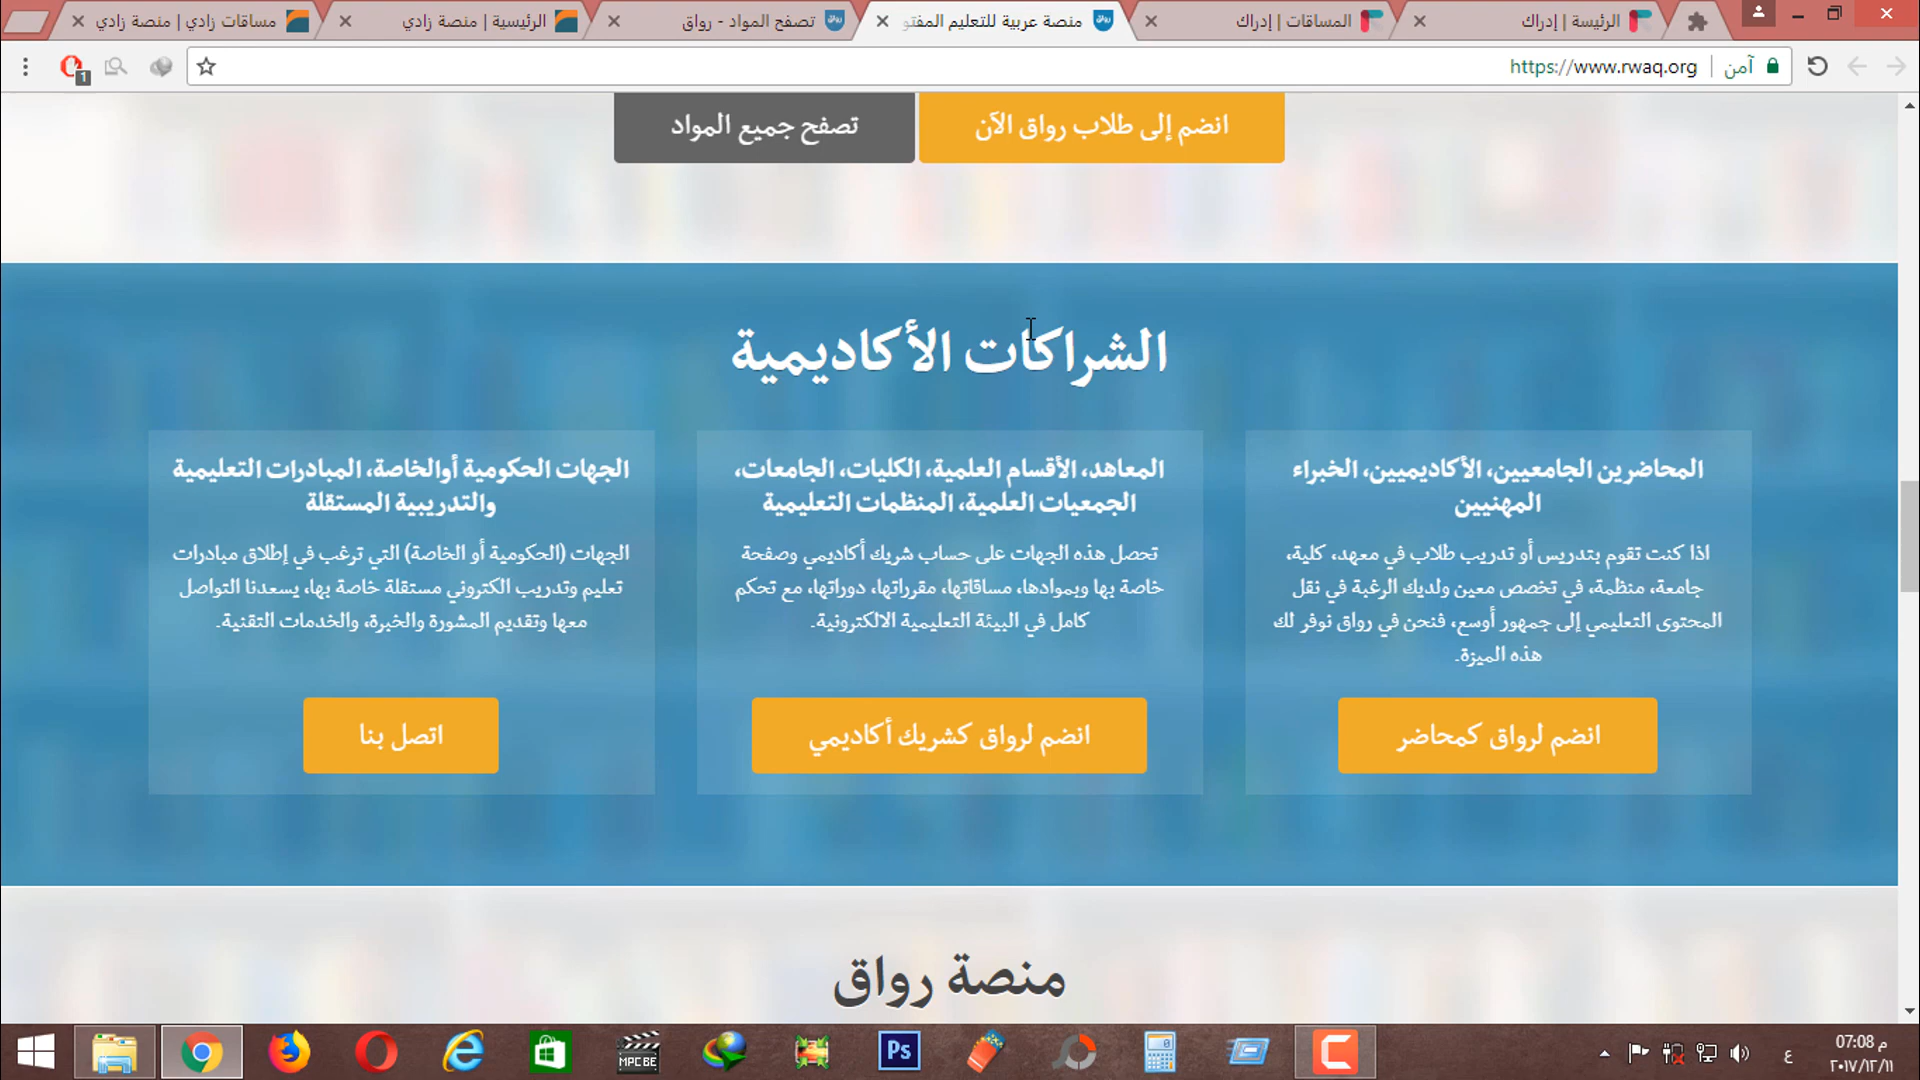 الرئيسة | إدراك
المساقات | إدراك
منصة عربية للتعليم المفتو
تصفح المواد - رواق
الرئيسية | منصة زادي
مساقات زادي | منصة زادي
آمن
https://www.rwaq.org
1
انضم إلى طلاب رواق الآن
تصفح جميع المواد
الشراكات الأكاديمية
المحاضرين الجامعيين، الأكاديميين، الخبراء
المهنيين
اذا كنت تقوم بتدريس أو تدريب طلاب في معهد، كلية،
جامعة، منظمة، في تخصص معين ولديك الرغبة في نقل
المحتوى التعليمي إلى جمهور أوسع، فنحن في رواق نوفر لك
هذه الميزة.
انضم لرواق كمحاضر
المعاهد، الأقسام العلمية، الكليات، الجامعات،
الجمعيات العلمية، المنظمات التعليمية
تحصل هذه الجهات على حساب شريك أكاديمي وصفحة
خاصة بها وبموادها، مساقاتها، مقرراتها، دوراتها، مع تحكم
كامل في البيئة التعليمية الالكترونية.
انضم لرواق كشريك أكاديمي
الجهات الحكومية أوالخاصة، المبادرات التعليمية
والتدريبية المستقلة
الجهات (الحكومية أو الخاصة) التي ترغب في إطلاق مبادرات
تعليم وتدريب الكتروني مستقلة خاصة بها، يسعدنا التواصل
معها وتقديم المشورة والخبرة، والخدمات التقنية.
اتصل بنا
منصة رواق
MPC BE
Ps
ع
07:08 م
٢٠١٧/١٢/١١